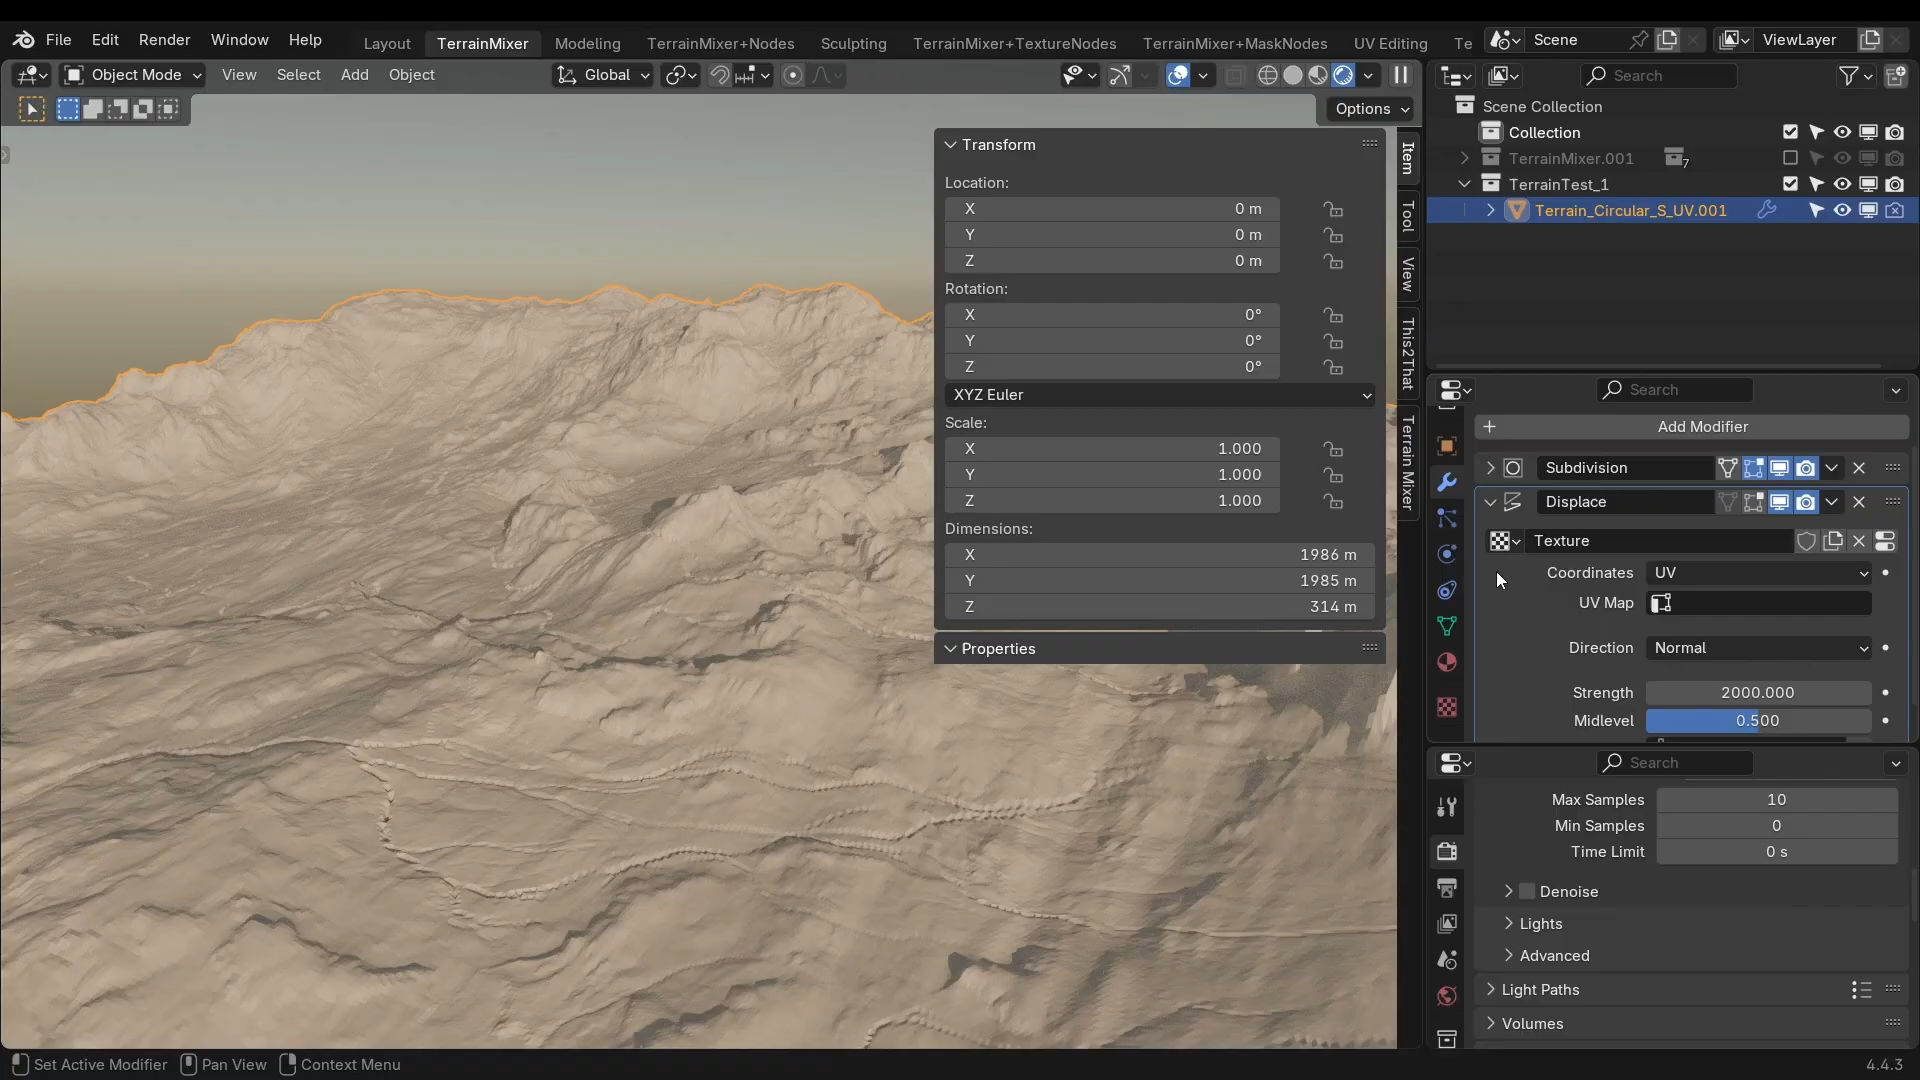 File Edit Render Window Help Layout TerrainMixer Modeling TerrainMixer+Nodes Sculpting TerrainMixer+TextureNodes TerrainMixer+MaskNodes UV Editing Te Scene ViewLayer
Object Mode View Select Add Object Global
Options
Transform
Location:
X 0 m
Y 0 m
Z 0 m
Rotation:
X 0°
Y 0°
Z 0°
XYZ Euler
Scale:
X 1.000
Y 1.000
Z 1.000
Dimensions:
X 1986 m
Y 1985 m
Z 314 m
Properties
Item
Tool
View
This2That
Terrain Mixer
Search
Scene Collection
Collection
TerrainMixer.001 7
TerrainTest_1
Terrain_Circular_S_UV.001
Search
Add Modifier
Subdivision
Displace
Texture
Coordinates UV
UV Map
Direction Normal
Strength 2000.000
Midlevel 0.500
Search
Max Samples 10
Min Samples 0
Time Limit 0 s
Denoise
Lights
Advanced
Light Paths
Volumes
Set Active Modifier Pan View Context Menu 4.4.3